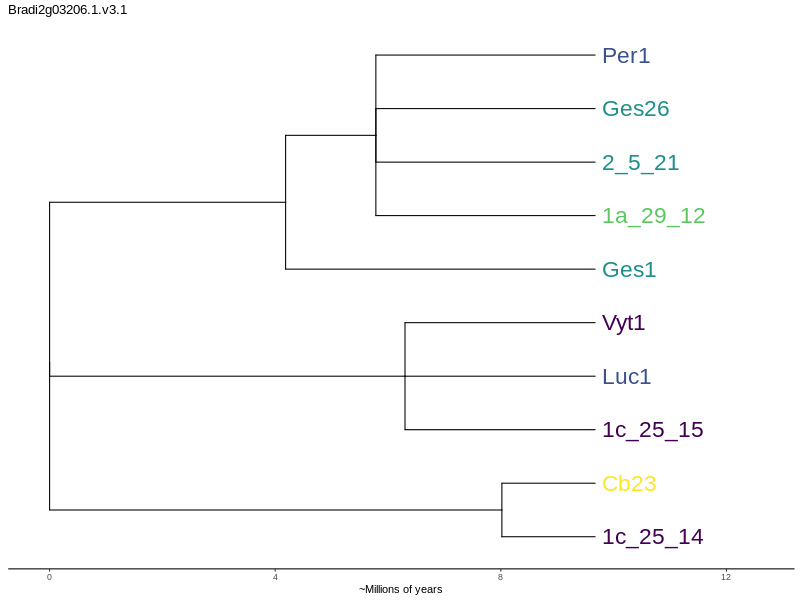 Bradi2g03206.1.v3.1
Per1
Ges26
2_5_21
1a_29_12
Ges1
Vyt1
Luc1
1c_25_15
Cb23
1c_25_14
0 4 8 12
~Millions of years